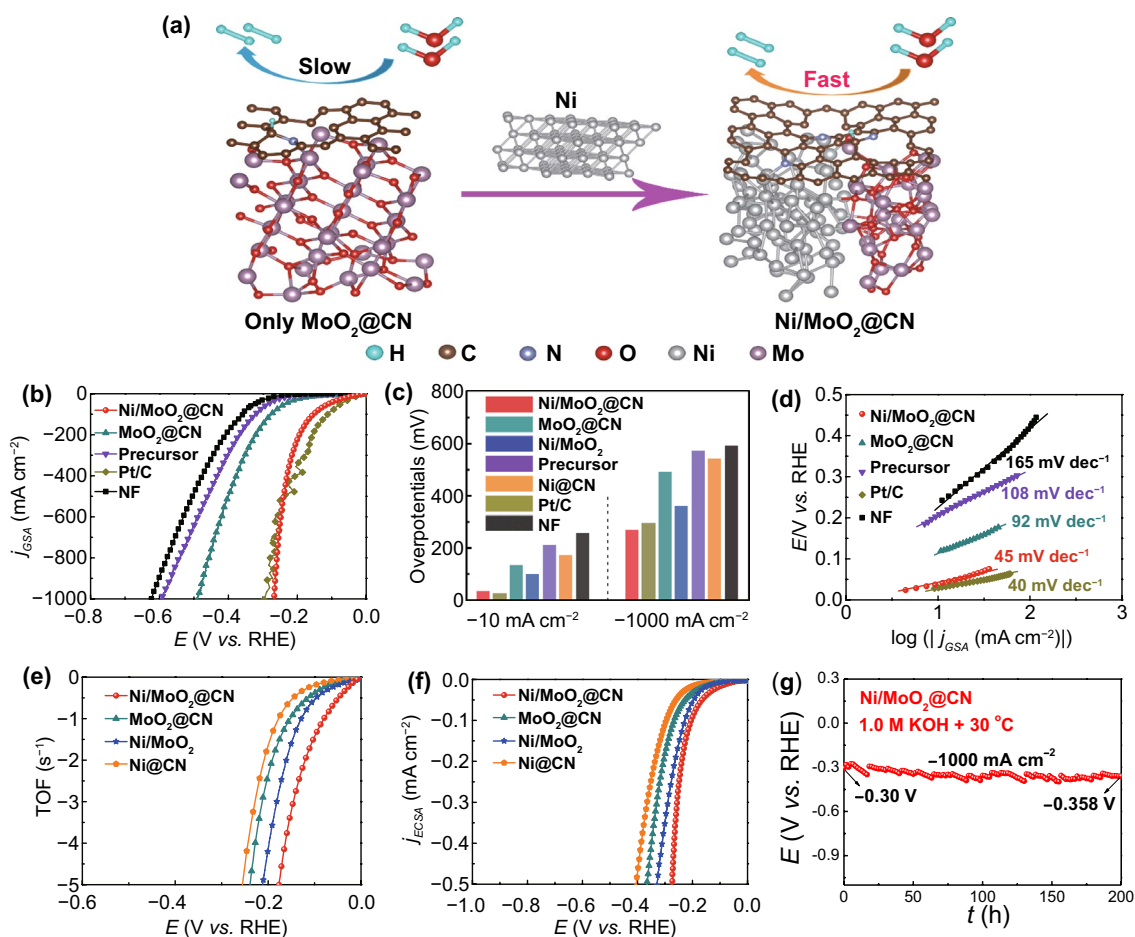 (a)
Slow
Fast
Ni
Only MoO₂@CN
Ni/MoO₂@CN
H C N O Ni Mo
(b)
0
−200
−400
−600
−800
−1000
j_GSA (mA cm⁻²)
Ni/MoO₂@CN
MoO₂@CN
Precursor
Pt/C
NF
−0.8 −0.6 −0.4 −0.2 0.0
E (V vs. RHE)
(c)
800
600
400
200
0
Overpotentials (mV)
Ni/MoO₂@CN
MoO₂@CN
Ni/MoO₂
Precursor
Ni@CN
Pt/C
NF
−10 mA cm⁻²
−1000 mA cm⁻²
(d)
0.5
0.4
0.3
0.2
0.1
0.0
E/V vs. RHE
Ni/MoO₂@CN
MoO₂@CN
Precursor
Pt/C
NF
165 mV dec⁻¹
108 mV dec⁻¹
92 mV dec⁻¹
45 mV dec⁻¹
40 mV dec⁻¹
0 1 2 3
log (| j_GSA (mA cm⁻²)|)
(e)
0
−1
−2
−3
−4
−5
TOF (s⁻¹)
Ni/MoO₂@CN
MoO₂@CN
Ni/MoO₂
Ni@CN
−0.6 −0.4 −0.2 0.0
E (V vs. RHE)
(f)
0.0
−0.1
−0.2
−0.3
−0.4
−0.5
j_ECSA (mA cm⁻²)
Ni/MoO₂@CN
MoO₂@CN
Ni/MoO₂
Ni@CN
−1.0 −0.8 −0.6 −0.4 −0.2 0.0
E (V vs. RHE)
(g)
0.3
0.0
-0.3
-0.6
-0.9
E (V vs. RHE)
Ni/MoO₂@CN
1.0 M KOH + 30 °C
−1000 mA cm⁻²
−0.30 V
−0.358 V
0 50 100 150 200
t (h)